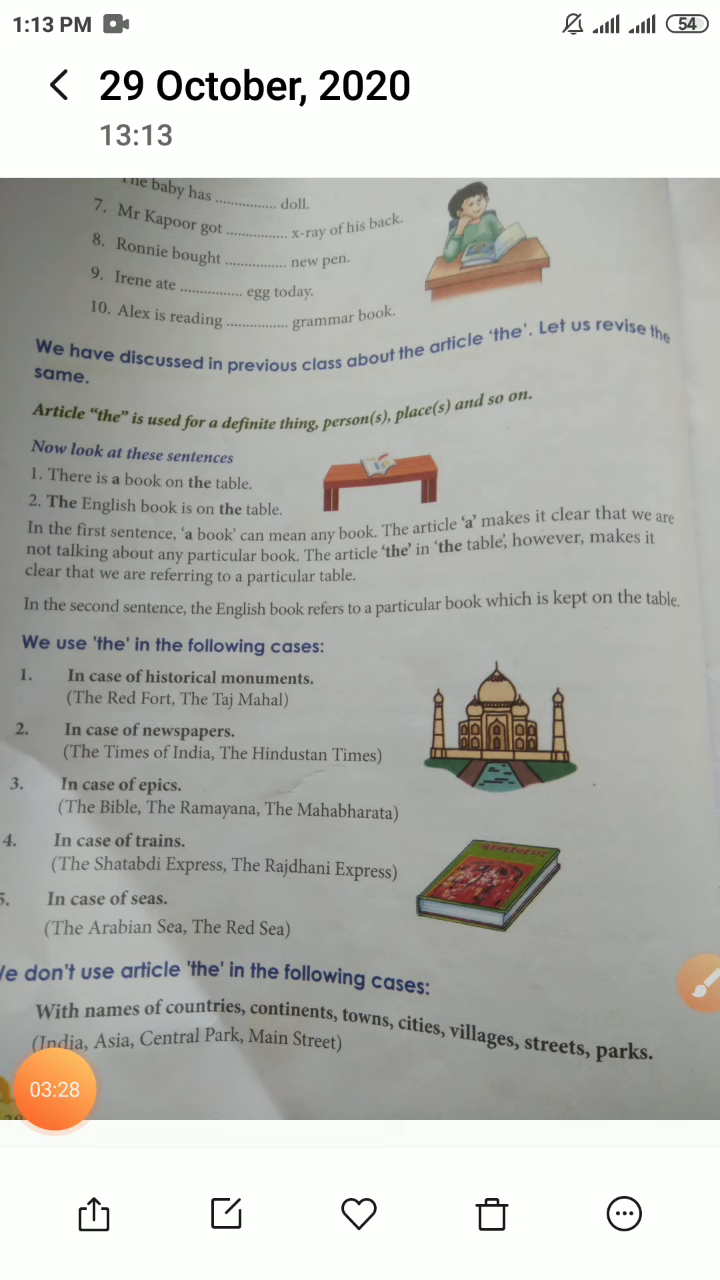 1:13 PM
54
29 October, 2020
13:13
The baby has .............. doll.
7. Mr Kapoor got .............. x-ray of his back.
8. Ronnie bought .............. new pen.
9. Irene ate .............. egg today.
10. Alex is reading .............. grammar book.
We have discussed in previous class about the article 'the'. Let us revise the
same.
Article "the" is used for a definite thing, person(s), place(s) and so on.
Now look at these sentences
1. There is a book on the table.
2. The English book is on the table.
In the first sentence, 'a book' can mean any book. The article 'a' makes it clear that we are
not talking about any particular book. The article 'the' in 'the table', however, makes it
clear that we are referring to a particular table.
In the second sentence, the English book refers to a particular book which is kept on the table.
We use 'the' in the following cases:
1. In case of historical monuments.
(The Red Fort, The Taj Mahal)
2. In case of newspapers.
(The Times of India, The Hindustan Times)
3. In case of epics.
(The Bible, The Ramayana, The Mahabharata)
4. In case of trains.
(The Shatabdi Express, The Rajdhani Express)
5. In case of seas.
(The Arabian Sea, The Red Sea)
We don't use article 'the' in the following cases:
With names of countries, continents, towns, cities, villages, streets, parks.
(India, Asia, Central Park, Main Street)
03:28